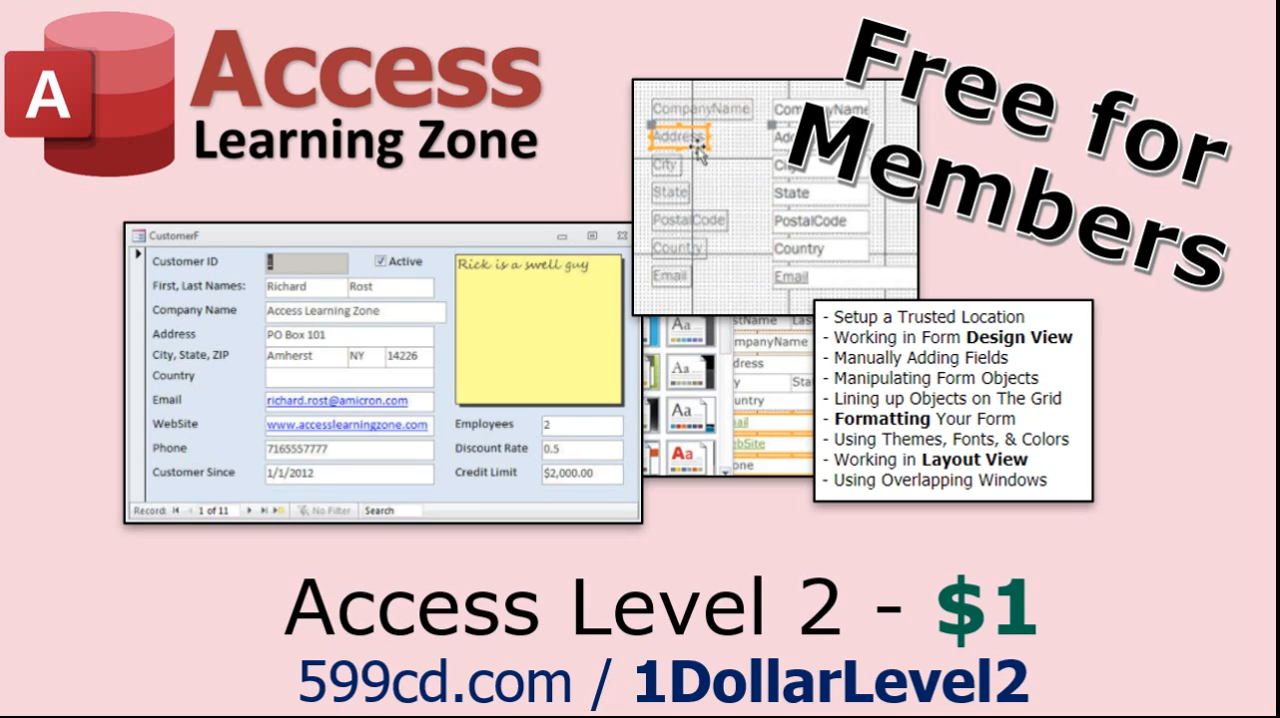 A
Access
Learning Zone
Free for
Members
CompanyName CompanyName
Address
City
State State
PostalCode PostalCode
Country Country
Email Email
CustomerF
Customer ID Active
First, Last Names: Richard Rost
Company Name Access Learning Zone
Address PO Box 101
City, State, ZIP Amherst NY 14226
Country
Email richard.rost@amicron.com
WebSite www.accesslearningzone.com
Phone 7165557777
Customer Since 1/1/2012
Rick is a swell guy
Employees 2
Discount Rate 0.5
Credit Limit $2,000.00
Record: 1 of 11 No Filter Search
Aa
Aa
Aa
Aa
- Setup a Trusted Location
- Working in Form Design View
- Manually Adding Fields
- Manipulating Form Objects
- Lining up Objects on The Grid
- Formatting Your Form
- Using Themes, Fonts, & Colors
- Working in Layout View
- Using Overlapping Windows
Access Level 2 - $1
599cd.com / 1DollarLevel2